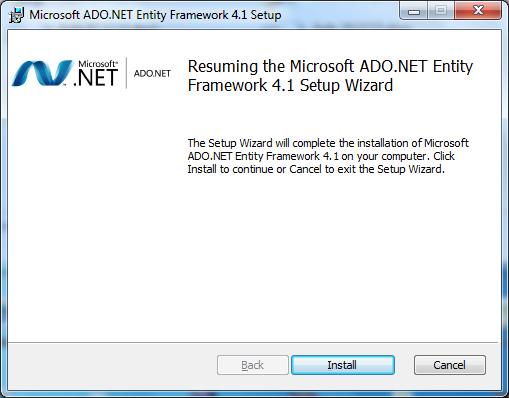 Microsoft ADO.NET Entity Framework 4.1 Setup
Microsoft®
.NET
ADO.NET
Resuming the Microsoft ADO.NET Entity
Framework 4.1 Setup Wizard
The Setup Wizard will complete the installation of Microsoft
ADO.NET Entity Framework 4.1 on your computer. Click
Install to continue or Cancel to exit the Setup Wizard.
Back
Install
Cancel